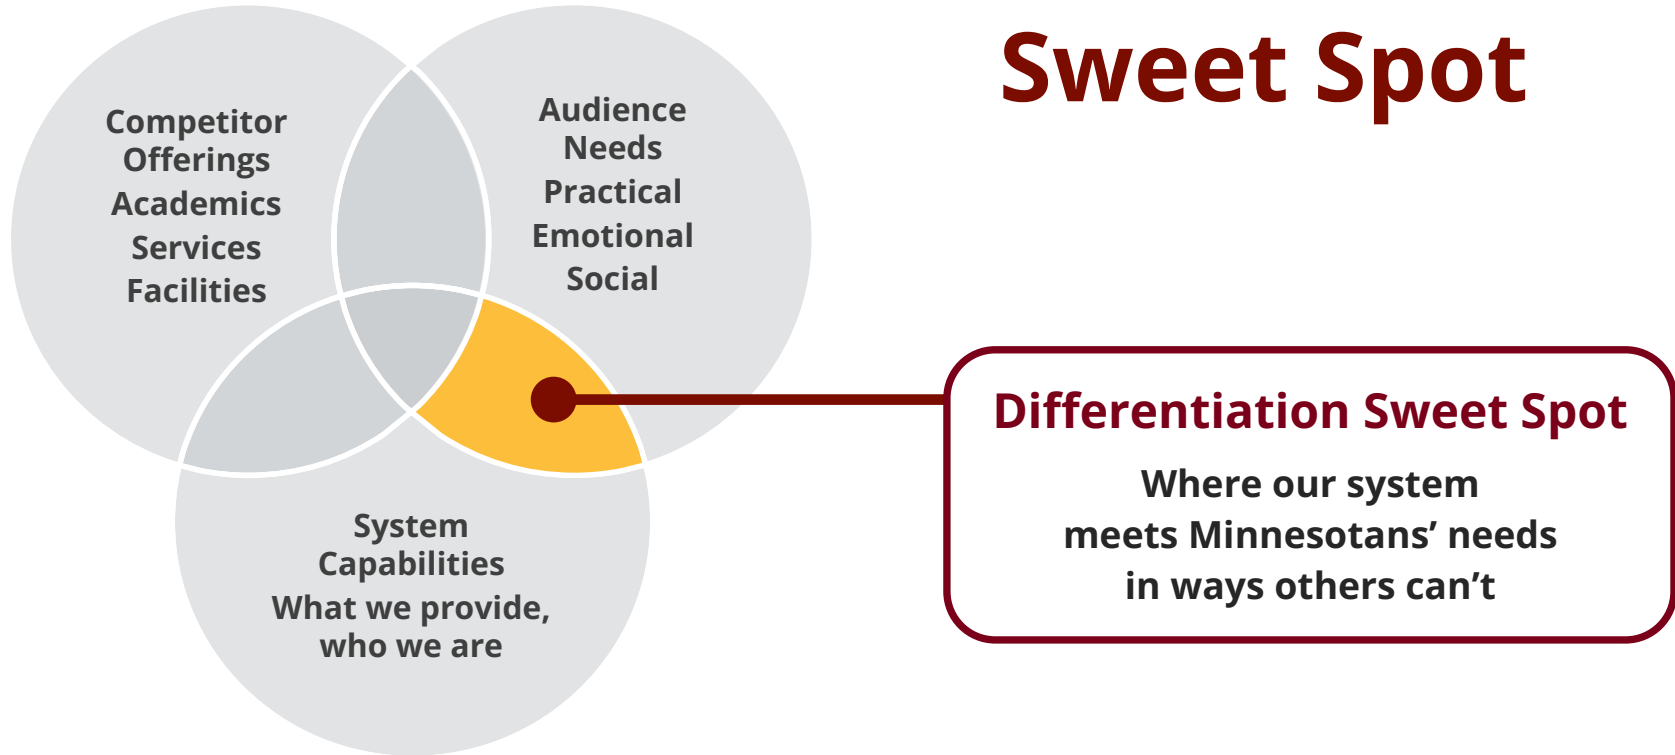 Sweet Spot
Competitor
Offerings
Academics
Services
Facilities
Audience
Needs
Practical
Emotional
Social
System
Capabilities
What we provide,
who we are
Differentiation Sweet Spot
Where our system
meets Minnesotans’ needs
in ways others can’t